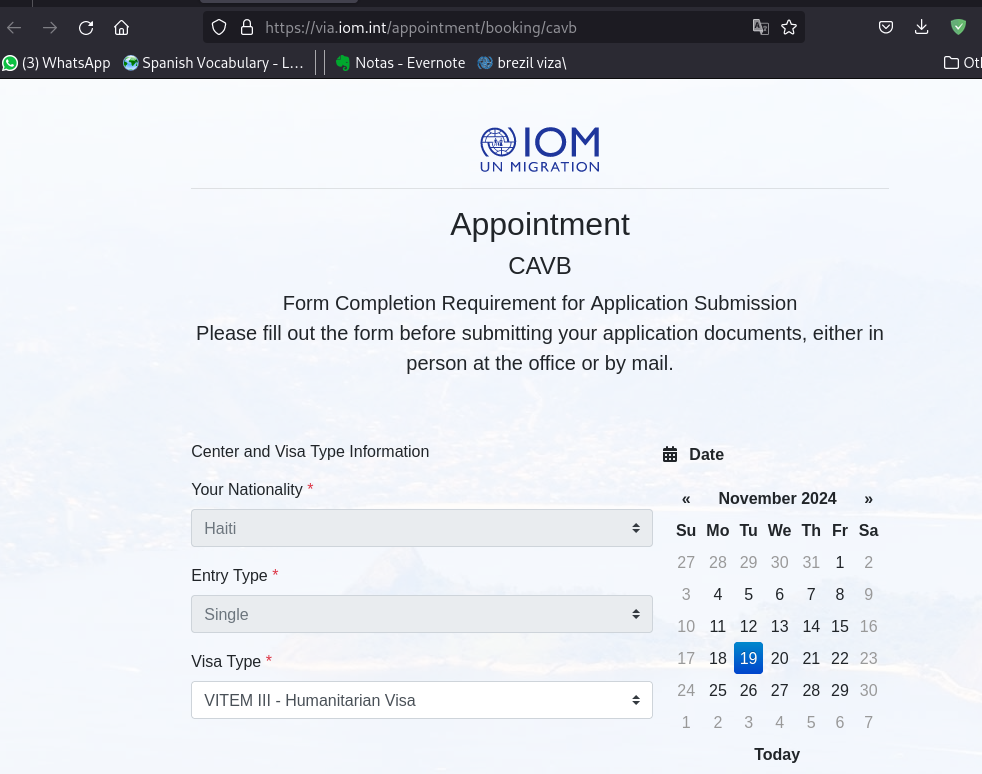 https://via.iom.int/appointment/booking/cavb
(3) WhatsApp Spanish Vocabulary - L... Notas - Evernote brezil viza\ Ot
IOM
UN MIGRATION
Appointment
CAVB
Form Completion Requirement for Application Submission
Please fill out the form before submitting your application documents, either in
person at the office or by mail.
Center and Visa Type Information
Your Nationality *
Haiti
Entry Type *
Single
Visa Type *
VITEM III - Humanitarian Visa
Date
« November 2024 »
Su Mo Tu We Th Fr Sa
27 28 29 30 31 1 2
3 4 5 6 7 8 9
10 11 12 13 14 15 16
17 18 19 20 21 22 23
24 25 26 27 28 29 30
1 2 3 4 5 6 7
Today